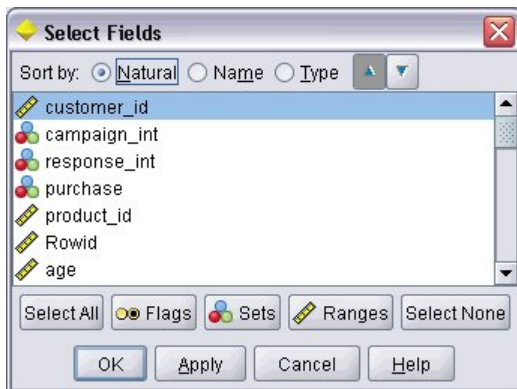 Select Fields
Sort by: Natural Name Type
customer_id
campaign_int
response_int
purchase
product_id
Rowid
age
Select All Flags Sets Ranges Select None
OK Apply Cancel Help